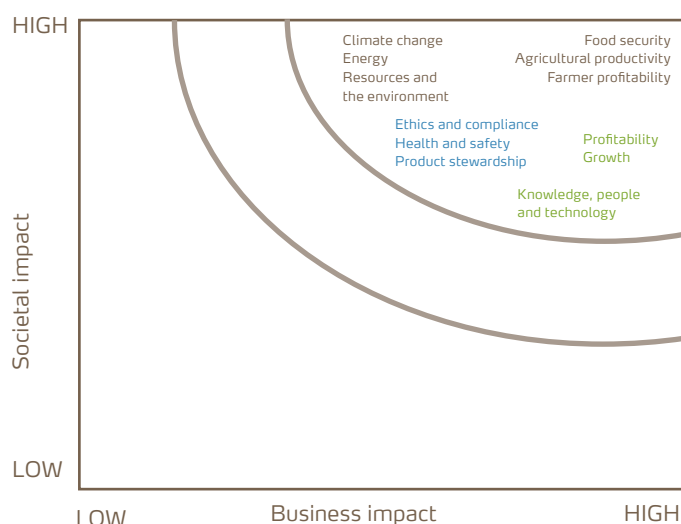 HIGH
Climate change
Energy
Resources and
the environment
Food security
Agricultural productivity
Farmer profitability
Ethics and compliance
Health and safety
Product stewardship
Profitability
Growth
Knowledge, people
and technology
Societal impact
LOW
LOW
Business impact
HIGH